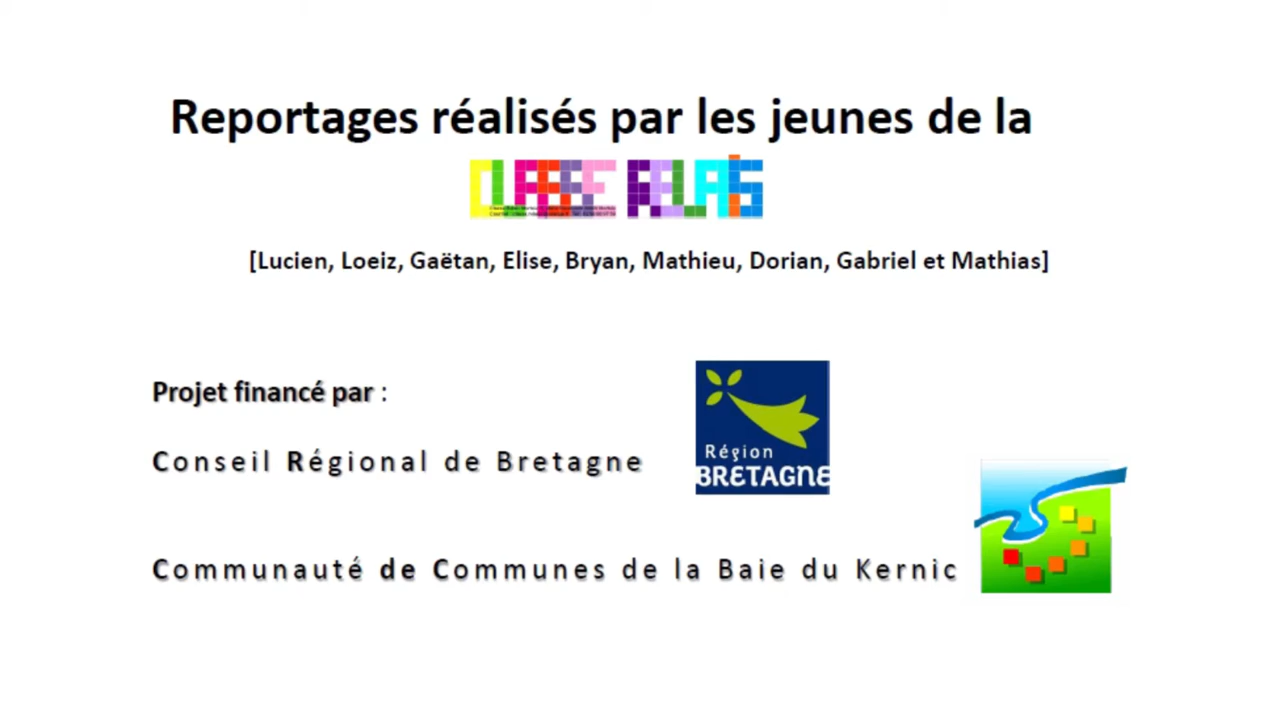 Reportages réalisés par les jeunes de la
CLASSE RELAIS
[Lucien, Loeiz, Gaëtan, Elise, Bryan, Mathieu, Dorian, Gabriel et Mathias]
Projet financé par :
Conseil Régional de Bretagne
Région
BRETAGNE
Communauté de Communes de la Baie du Kernic